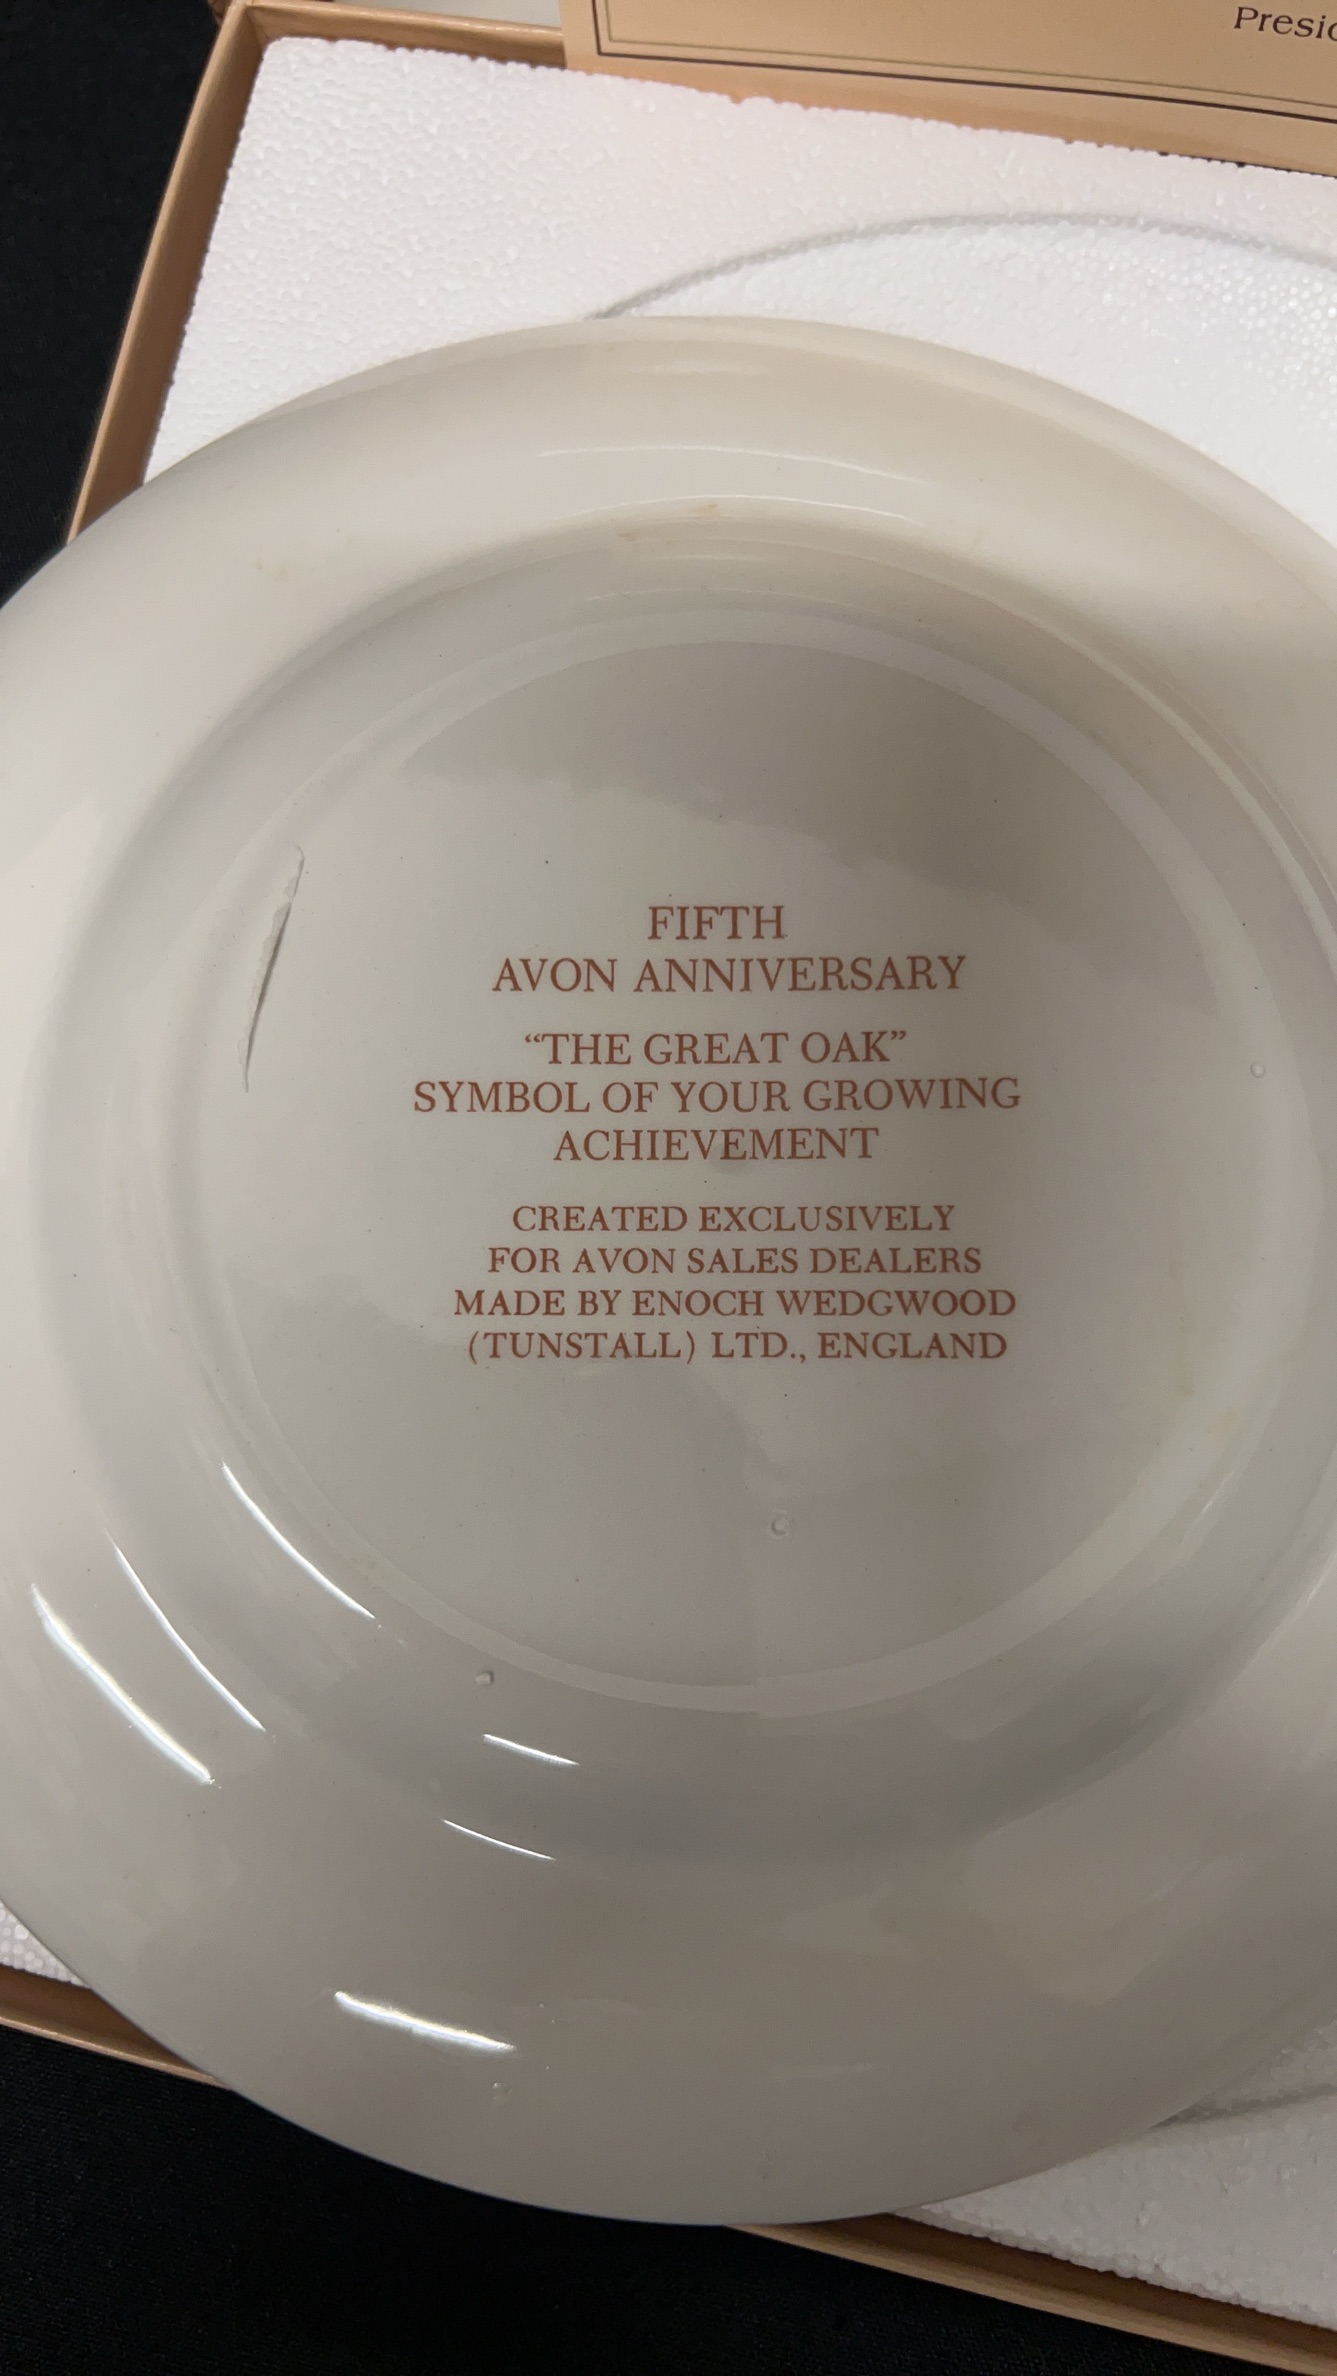 FIFTH
AVON ANNIVERSARY
“THE GREAT OAK”
SYMBOL OF YOUR GROWING
ACHIEVEMENT
CREATED EXCLUSIVELY
FOR AVON SALES DEALERS
MADE BY ENOCH WEDGWOOD
(TUNSTALL) LTD., ENGLAND